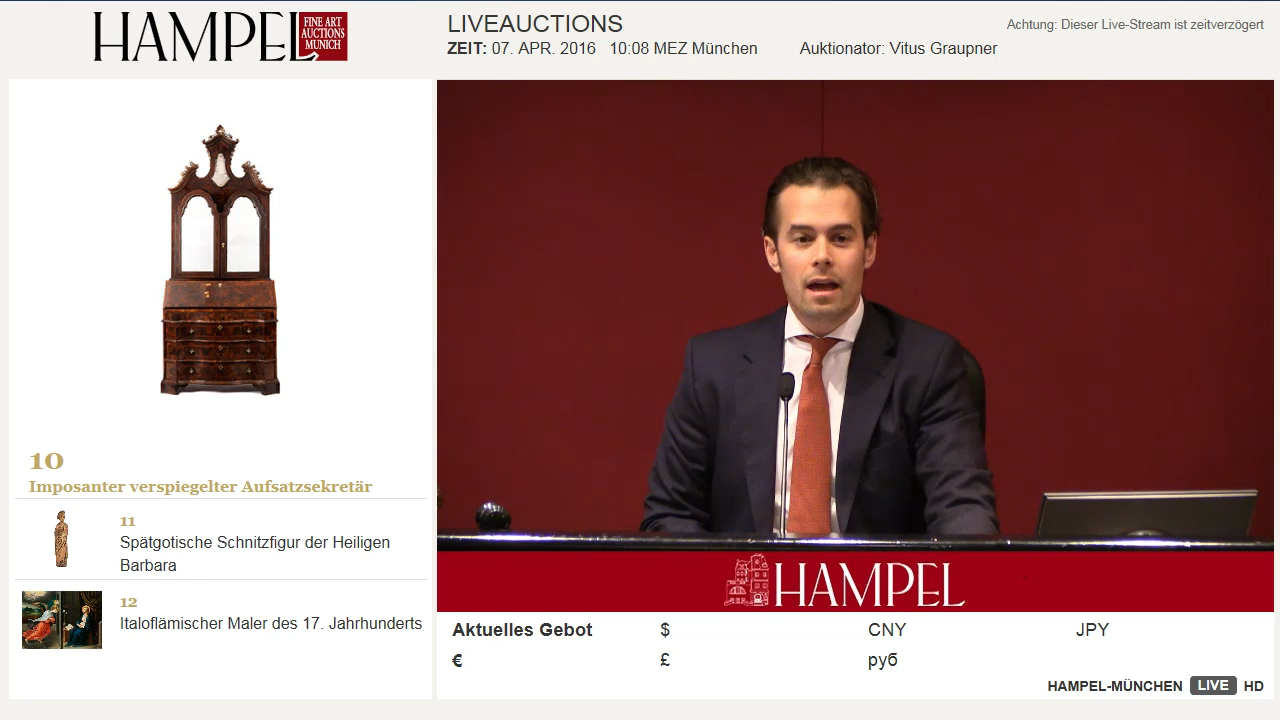 HAMPEL
FINE ART
AUCTIONS
MUNICH
LIVEAUCTIONS
Achtung: Dieser Live-Stream ist zeitverzögert
ZEIT: 07. APR. 2016 10:08 MEZ München Auktionator: Vitus Graupner
10
Imposanter verspiegelter Aufsatzsekretär
11
Spätgotische Schnitzfigur der Heiligen
Barbara
12
Italoflämischer Maler des 17. Jahrhunderts
HAMPEL
Aktuelles Gebot $ CNY JPY
€ £ руб
HAMPEL-MÜNCHEN LIVE HD